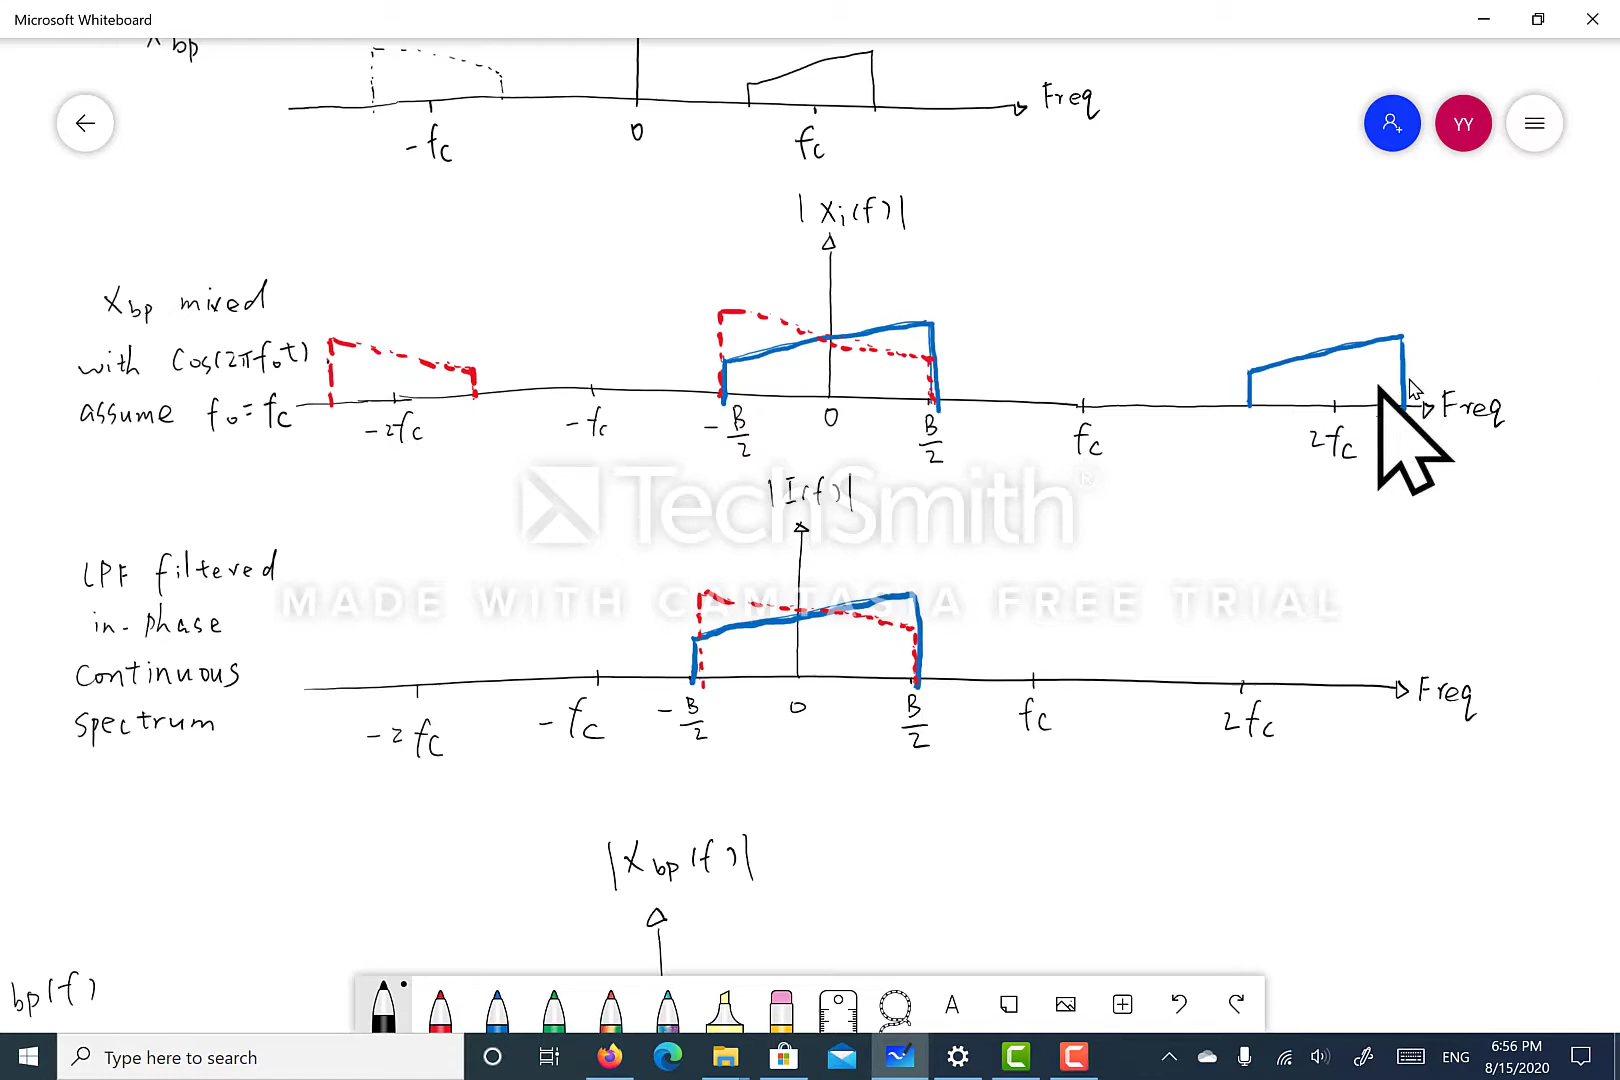 Microsoft Whiteboard
X bp
Freq
-fc
0
fc
YY
|Xi(f)|
Xbp mixed
with Cos(2πf₀t)
assume f₀=fc
-2fc
-fc
-B/2
0
B/2
fc
2fc
Freq
TechSmith®
MADE WITH CAMTASIA FREE TRIAL
|I(f)|
LPF filtered
in-phase
Continuous
spectrum
-2fc
-fc
-B/2
0
B/2
fc
2fc
Freq
|Xbp(f)|
bp(f)
A
Type here to search
ENG
6:56 PM
8/15/2020